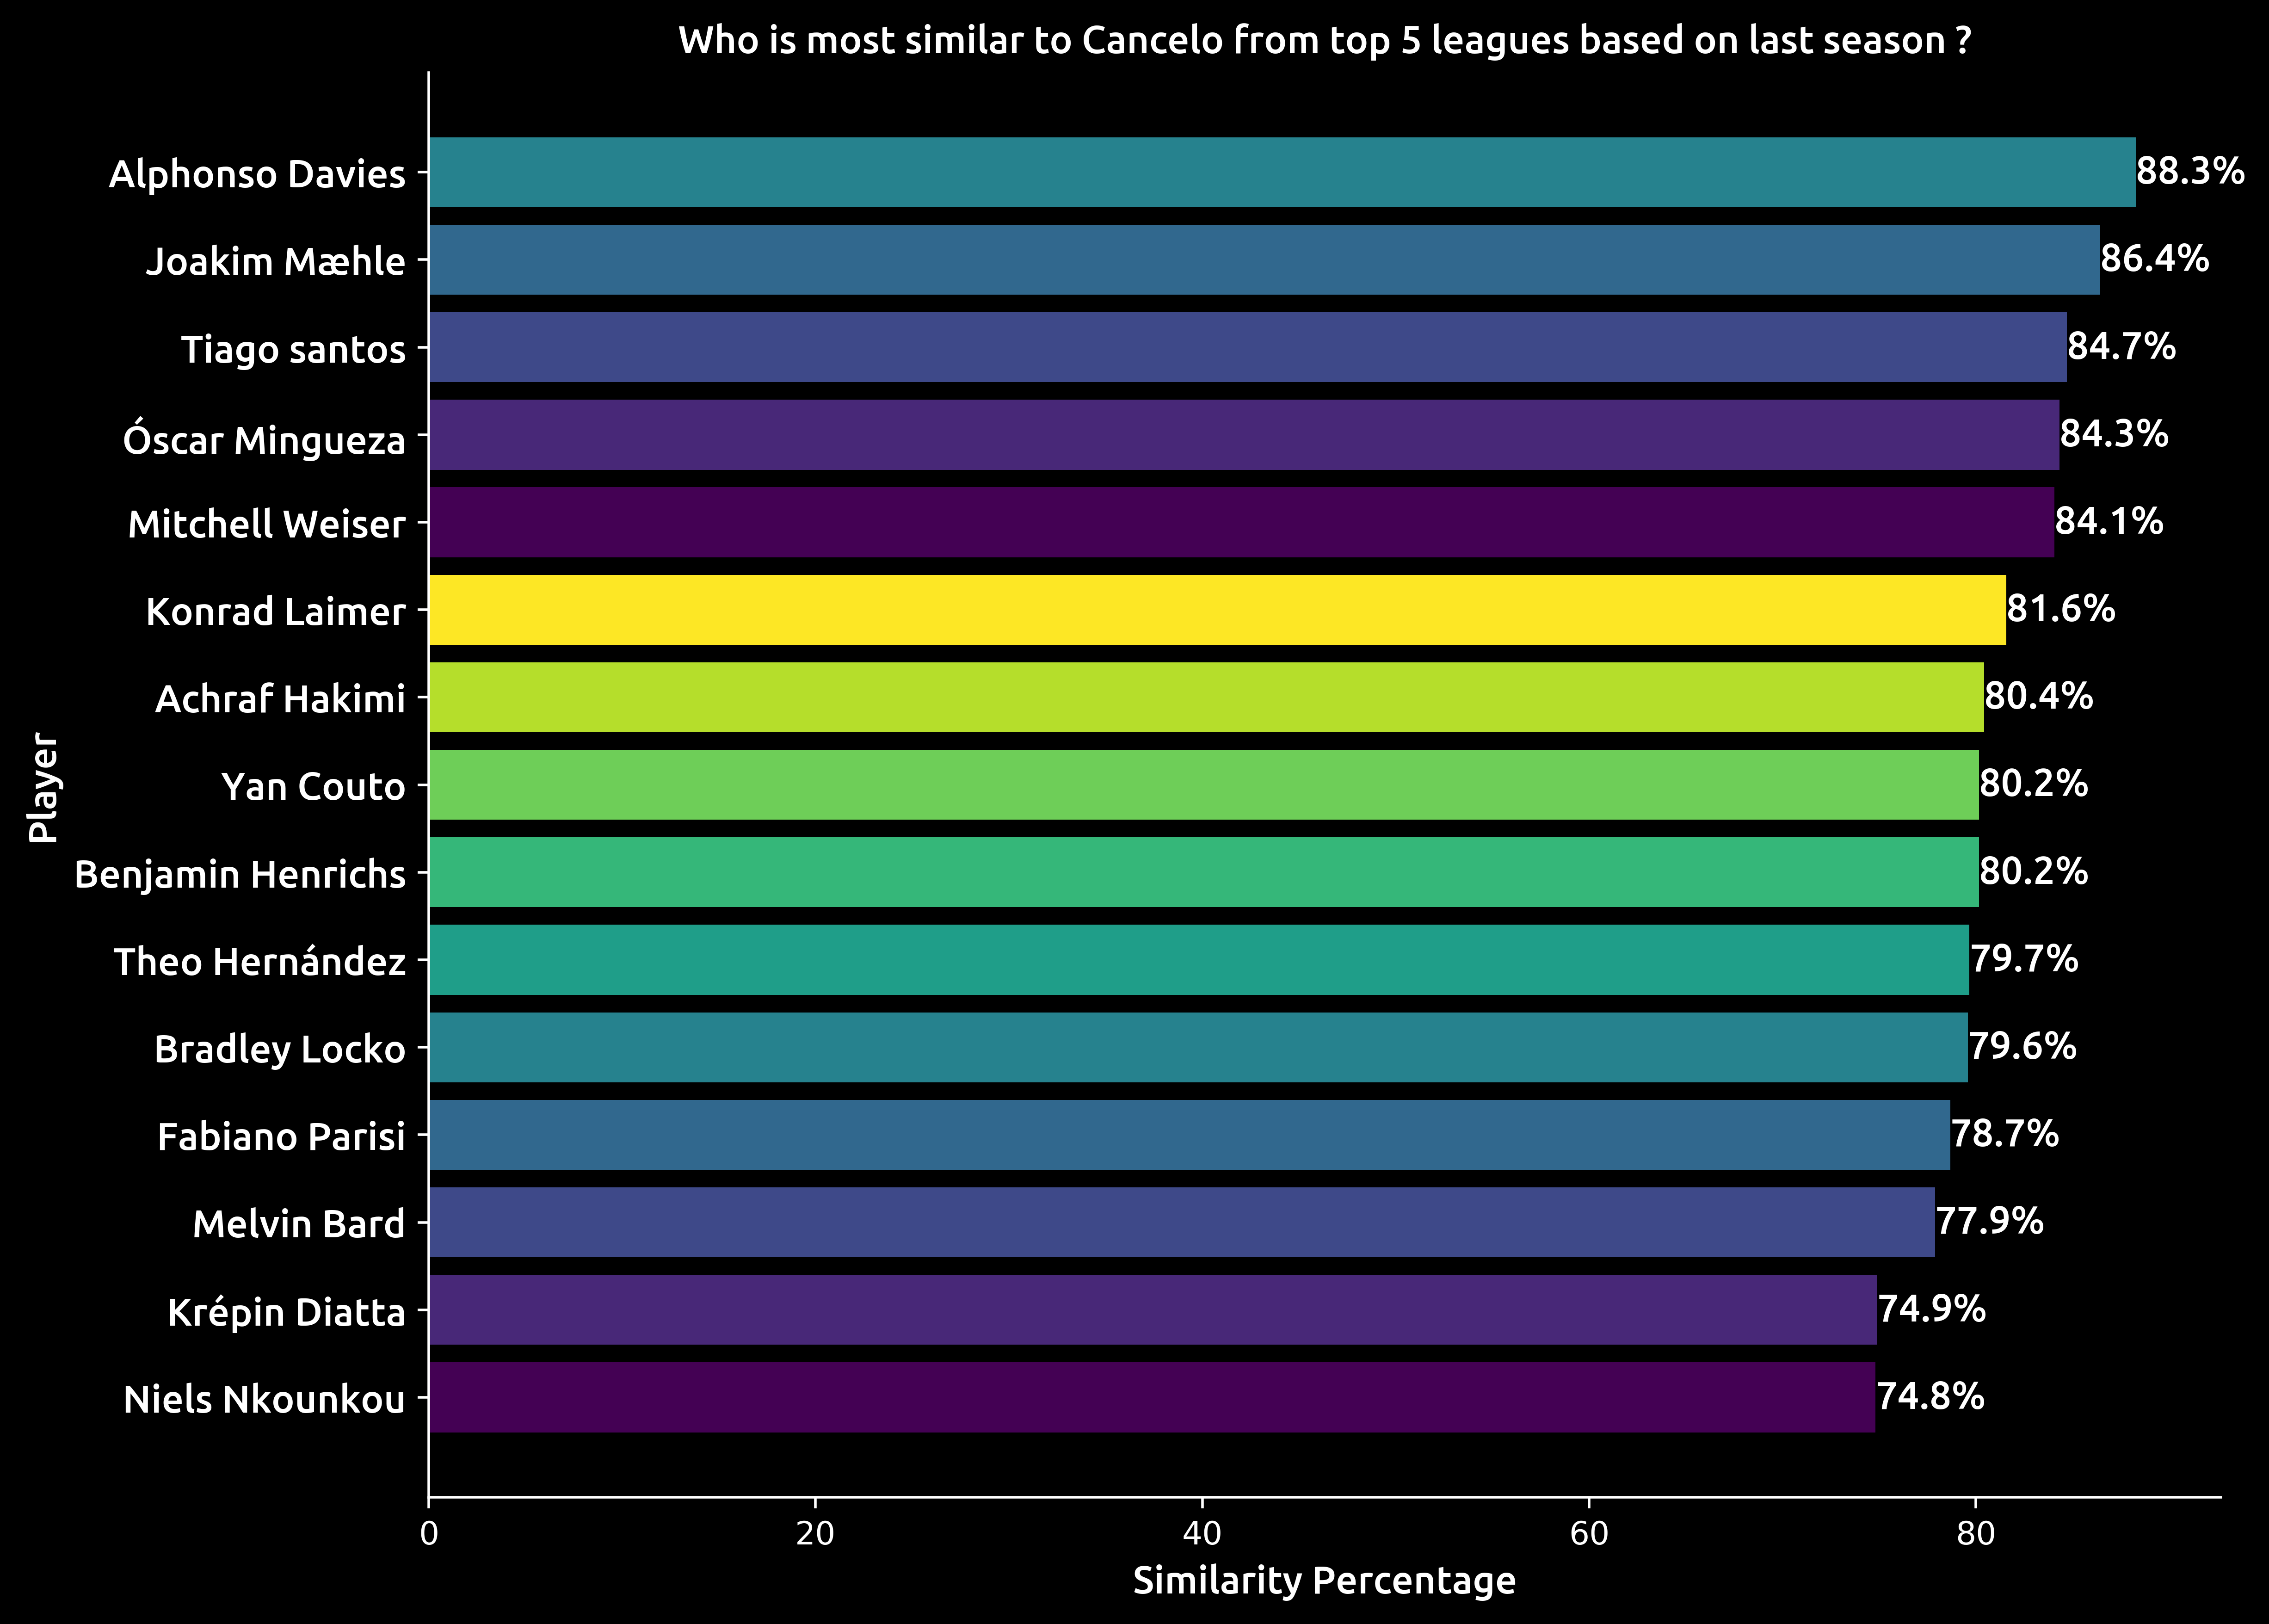 Who is most similar to Cancelo from top 5 leagues based on last season ?
Player
Alphonso Davies 88.3%
Joakim Mæhle 86.4%
Tiago santos 84.7%
Óscar Mingueza 84.3%
Mitchell Weiser 84.1%
Konrad Laimer 81.6%
Achraf Hakimi 80.4%
Yan Couto 80.2%
Benjamin Henrichs 80.2%
Theo Hernández 79.7%
Bradley Locko 79.6%
Fabiano Parisi 78.7%
Melvin Bard 77.9%
Krépin Diatta 74.9%
Niels Nkounkou 74.8%
0 20 40 60 80
Similarity Percentage